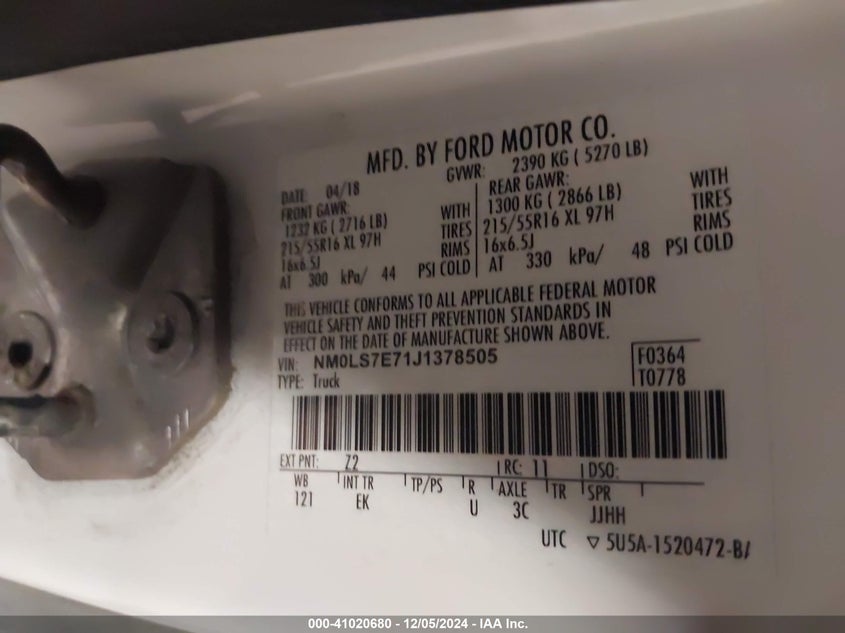 MFD. BY FORD MOTOR CO.
DATE: 04/18 GVWR: 2390 KG ( 5270 LB)
FRONT GAWR: REAR GAWR:
1232 KG ( 2716 LB) WITH 1300 KG ( 2866 LB) WITH
215/55R16 XL 97H TIRES 215/55R16 XL 97H TIRES
16x6.5J RIMS 16x6.5J RIMS
AT 300 kPa/ 44 PSI COLD AT 330 kPa/ 48 PSI COLD
THIS VEHICLE CONFORMS TO ALL APPLICABLE FEDERAL MOTOR
VEHICLE SAFETY AND THEFT PREVENTION STANDARDS IN
EFFECT ON THE DATE OF MANUFACTURE SHOWN ABOVE.
VIN: NM0LS7E71J1378505 F0364
TYPE: Truck T0778
EXT PNT: Z2 RC: 11 DSO:
WB INT TR TP/PS R AXLE TR SPR
121 EK U 3C JJHH
UTC ▽ 5U5A-1520472-BA
000-41020680 - 12/05/2024 - IAA Inc.